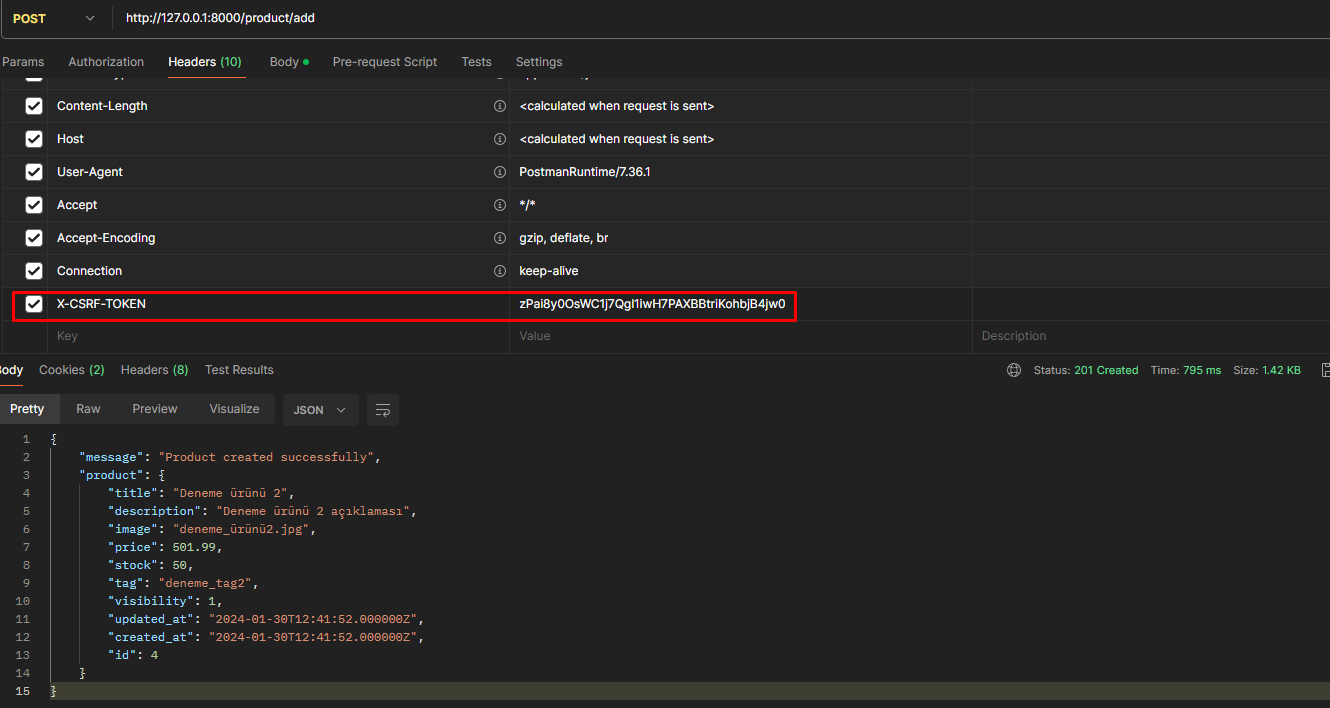 POST http://127.0.0.1:8000/product/add
Params Authorization Headers (10) Body Pre-request Script Tests Settings
Content-Length <calculated when request is sent>
Host <calculated when request is sent>
User-Agent PostmanRuntime/7.36.1
Accept */*
Accept-Encoding gzip, deflate, br
Connection keep-alive
X-CSRF-TOKEN zPai8y0OsWC1j7QgI1iwH7PAXBBtriKohbjB4jw0
Key Value Description
Body Cookies (2) Headers (8) Test Results Status: 201 Created Time: 795 ms Size: 1.42 KB
Pretty Raw Preview Visualize JSON
1 {
2 "message": "Product created successfully",
3 "product": {
4 "title": "Deneme ürünü 2",
5 "description": "Deneme ürünü 2 açıklaması",
6 "image": "deneme_ürünü2.jpg",
7 "price": 501.99,
8 "stock": 50,
9 "tag": "deneme_tag2",
10 "visibility": 1,
11 "updated_at": "2024-01-30T12:41:52.000000Z",
12 "created_at": "2024-01-30T12:41:52.000000Z",
13 "id": 4
14 }
15 }